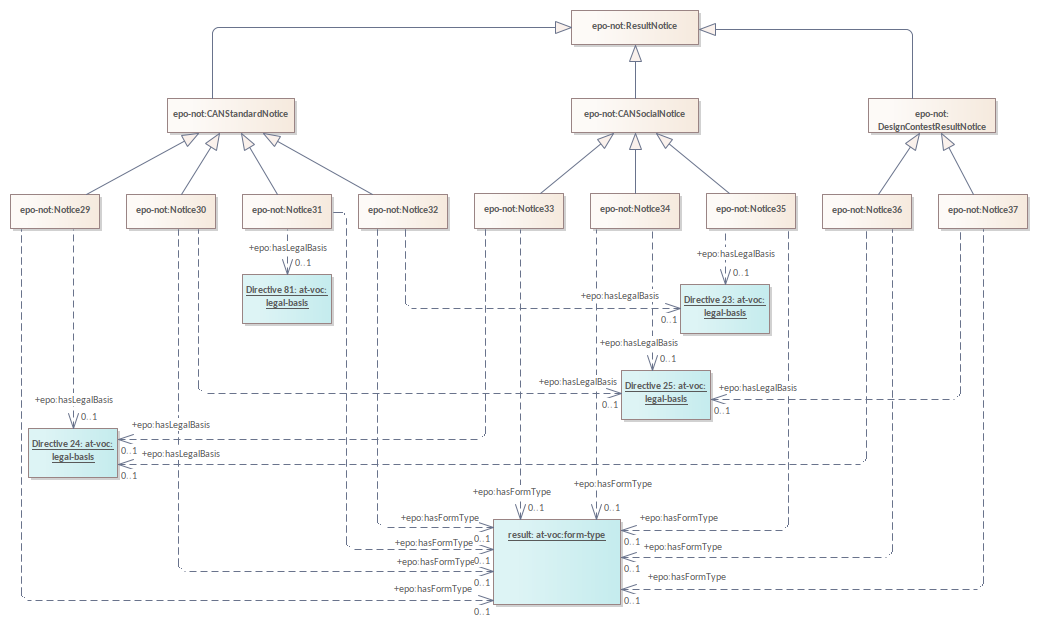 epo-not:ResultNotice
epo-not:CANStandardNotice
epo-not:CANSocialNotice
epo-not:
DesignContestResultNotice
epo-not:Notice29
epo-not:Notice30
epo-not:Notice31
epo-not:Notice32
epo-not:Notice33
epo-not:Notice34
epo-not:Notice35
epo-not:Notice36
epo-not:Notice37
+epo:hasLegalBasis
0..1
+epo:hasLegalBasis
0..1
Directive 81: at-voc:
legal-basis
+epo:hasLegalBasis
0..1
Directive 23: at-voc:
legal-basis
+epo:hasLegalBasis
0..1
+epo:hasLegalBasis
0..1
Directive 25: at-voc:
legal-basis
+epo:hasLegalBasis
0..1
+epo:hasLegalBasis
0..1
+epo:hasLegalBasis
0..1
+epo:hasLegalBasis
0..1
Directive 24: at-voc:
legal-basis
+epo:hasLegalBasis
0..1
+epo:hasFormType
0..1
+epo:hasFormType
0..1
result: at-voc:form-type
+epo:hasFormType
0..1
+epo:hasFormType
0..1
+epo:hasFormType
0..1
+epo:hasFormType
0..1
+epo:hasFormType
0..1
+epo:hasFormType
0..1
+epo:hasFormType
0..1